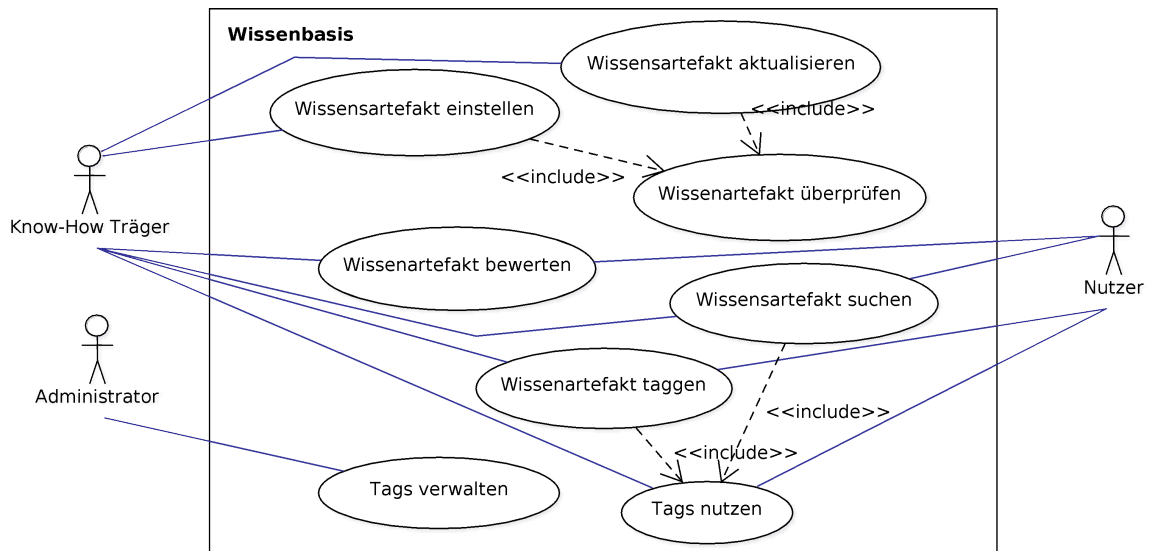 Wissenbasis
Wissensartefakt aktualisieren
Wissensartefakt einstellen
<<include>>
<<include>>
Wissenartefakt überprüfen
Know-How Träger
Wissenartefakt bewerten
Nutzer
Wissensartefakt suchen
Wissenartefakt taggen
Administrator
<<include>>
<<include>>
Tags verwalten
Tags nutzen